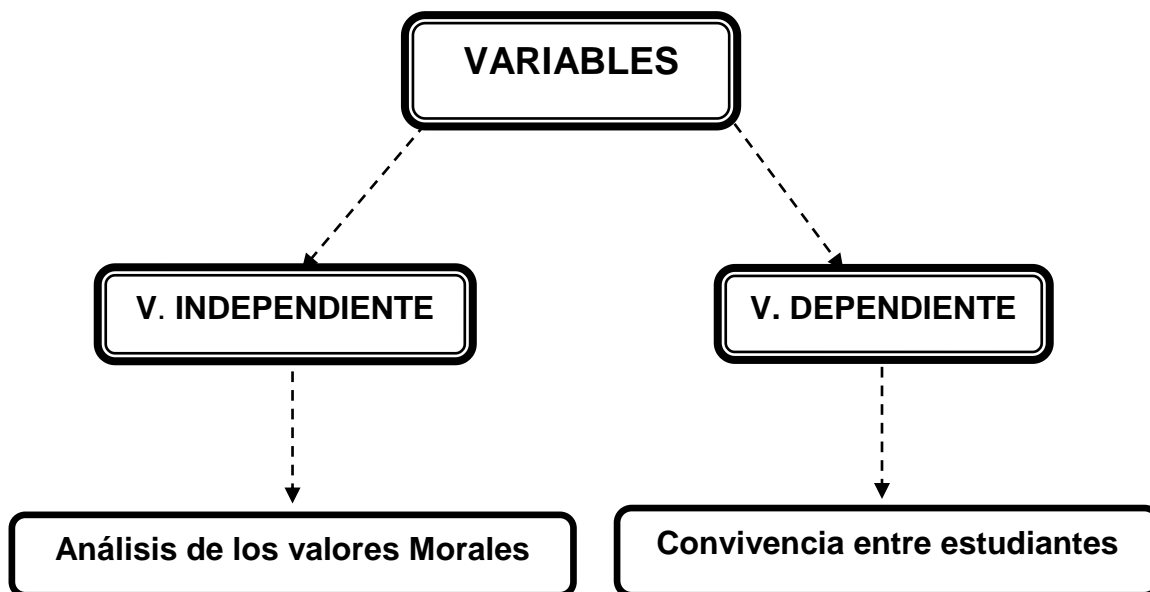 VARIABLES
V. INDEPENDIENTE
V. DEPENDIENTE
Análisis de los valores Morales
Convivencia entre estudiantes